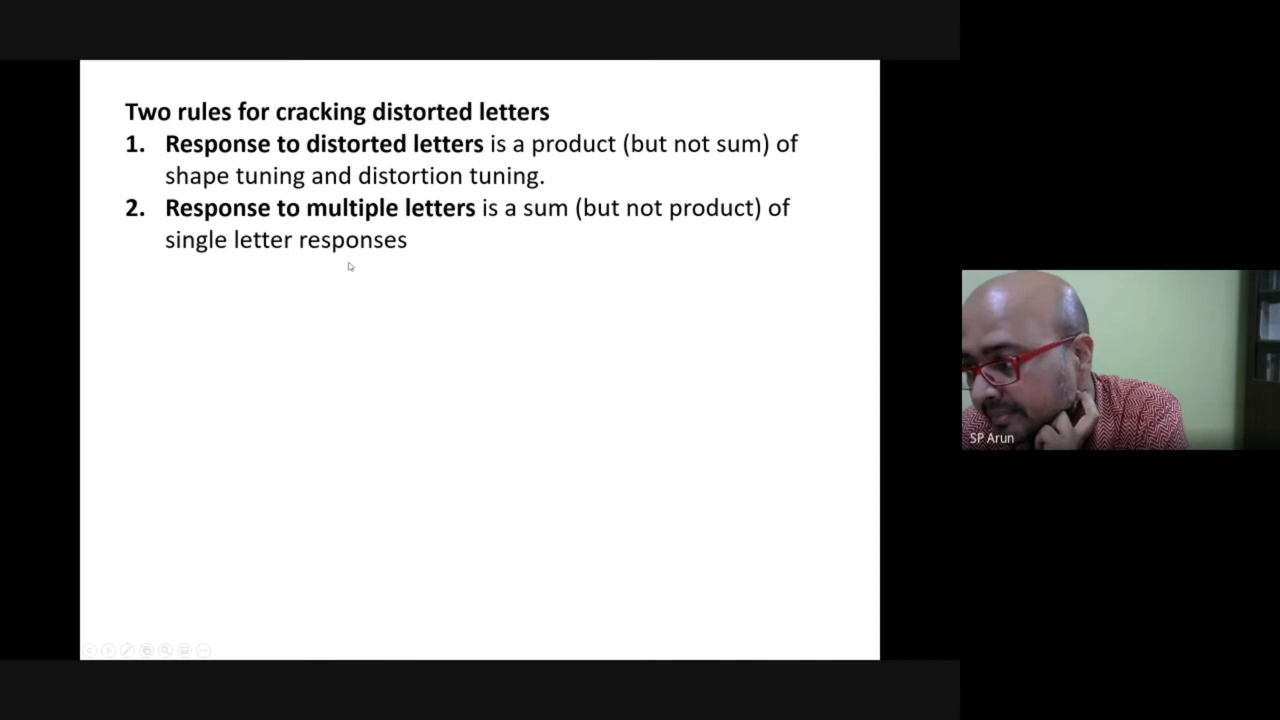 Two rules for cracking distorted letters
1. Response to distorted letters is a product (but not sum) of
shape tuning and distortion tuning.
2. Response to multiple letters is a sum (but not product) of
single letter responses
SP Arun